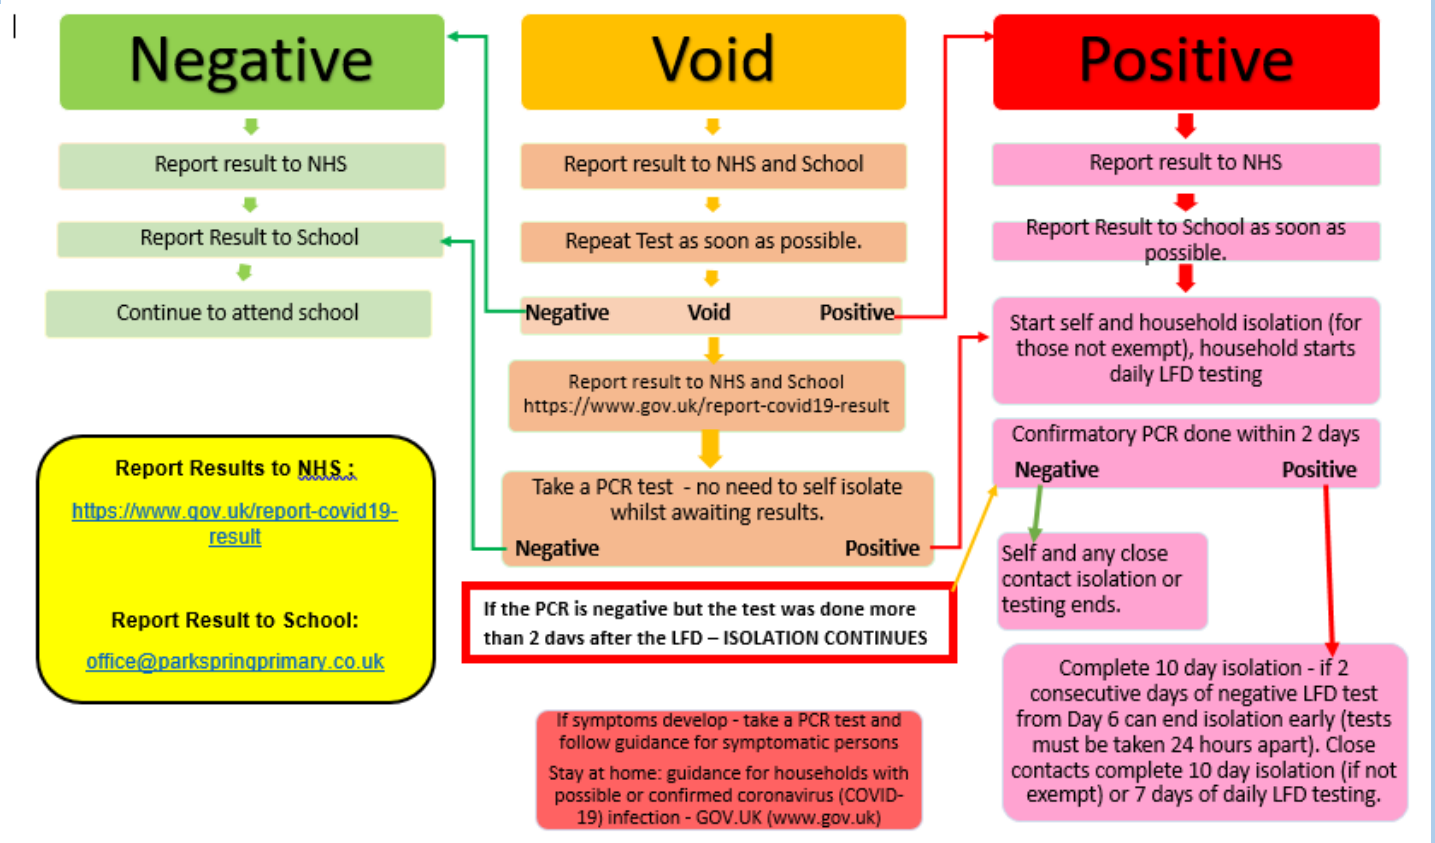 Negative
Report result to NHS
Report Result to School
Continue to attend school
Report Results to NHS :
https://www.gov.uk/report-covid19-
result
Report Result to School:
office@parkspringprimary.co.uk
Void
Report result to NHS and School
Repeat Test as soon as possible.
Negative Void Positive
Report result to NHS and School
https://www.gov.uk/report-covid19-result
Take a PCR test - no need to self isolate
whilst awaiting results.
Negative Positive
If the PCR is negative but the test was done more
than 2 days after the LFD – ISOLATION CONTINUES
If symptoms develop - take a PCR test and
follow guidance for symptomatic persons
Stay at home: guidance for households with
possible or confirmed coronavirus (COVID-
19) infection - GOV.UK (www.gov.uk)
Positive
Report result to NHS
Report Result to School as soon as
possible.
Start self and household isolation (for
those not exempt), household starts
daily LFD testing
Confirmatory PCR done within 2 days
Negative Positive
Self and any close
contact isolation or
testing ends.
Complete 10 day isolation - if 2
consecutive days of negative LFD test
from Day 6 can end isolation early (tests
must be taken 24 hours apart). Close
contacts complete 10 day isolation (if not
exempt) or 7 days of daily LFD testing.